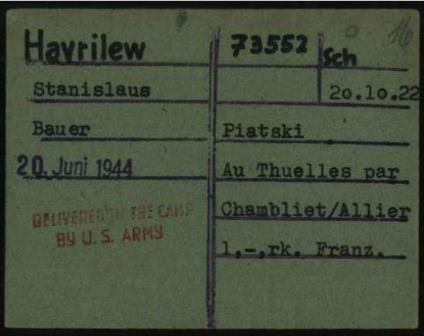 Havrilew 73552 Sch
Stanislaus 20.10.22
Bauer Piatski
20. Juni 1944 Au Thuelles par
DELIVERED IN THE CAMP Chambliet/Allier
BY U. S. ARMY
1,-,rk. Franz.
16